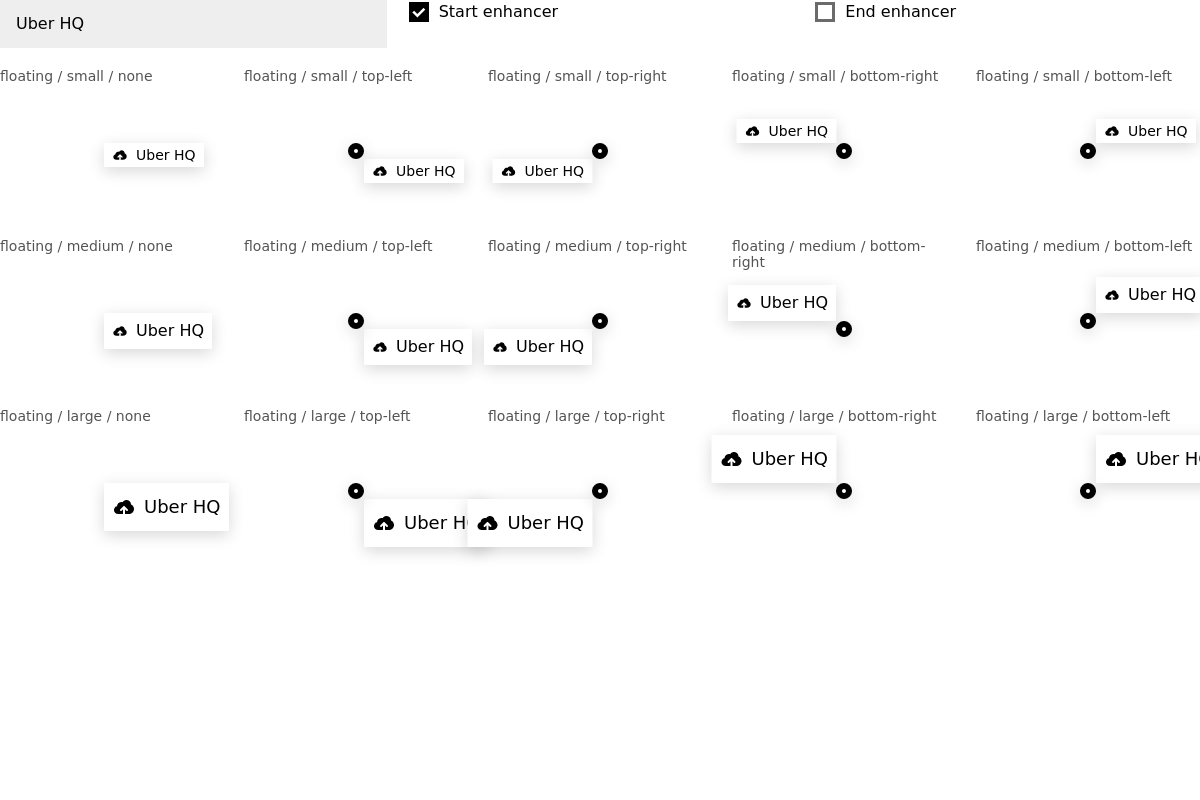 Uber HQ
Start enhancer
End enhancer
floating / small / none
floating / small / top-left
floating / small / top-right
floating / small / bottom-right
floating / small / bottom-left
Uber HQ
Uber HQ
Uber HQ
Uber HQ
Uber HQ
floating / medium / none
floating / medium / top-left
floating / medium / top-right
floating / medium / bottom-
right
floating / medium / bottom-left
Uber HQ
Uber HQ
Uber HQ
Uber HQ
Uber HQ
floating / large / none
floating / large / top-left
floating / large / top-right
floating / large / bottom-right
floating / large / bottom-left
Uber HQ
Uber H
Uber HQ
Uber HQ
Uber H